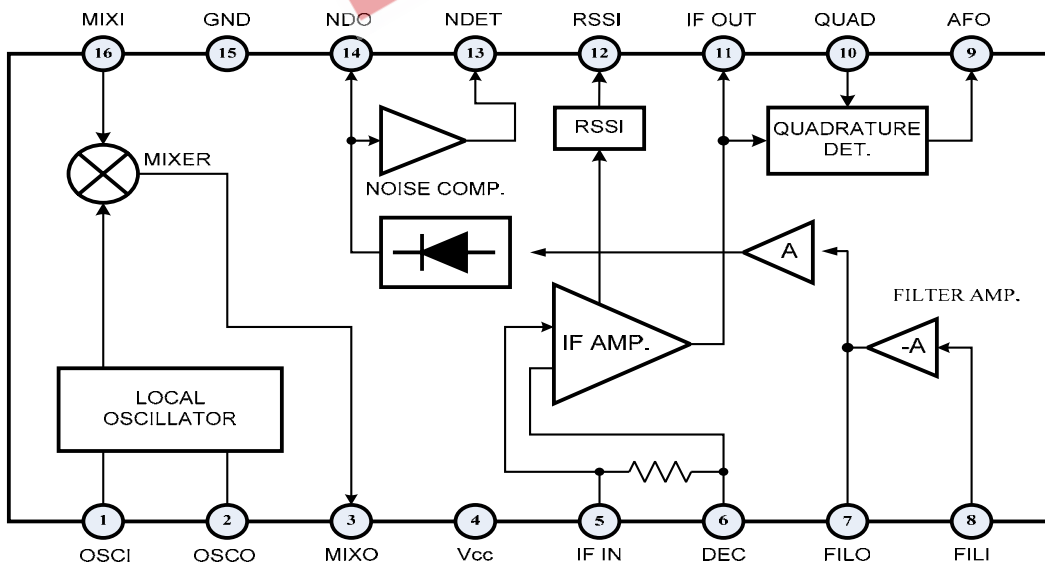 MIXI GND NDO NDET RSSI IF OUT QUAD AFO
16 15 14 13 12 11 10 9
RSSI
QUADRATURE
DET.
MIXER
NOISE COMP.
A
FILTER AMP.
IF AMP.
-A
LOCAL
OSCILLATOR
1 2 3 4 5 6 7 8
OSCI OSCO MIXO Vcc IF IN DEC FILO FILI